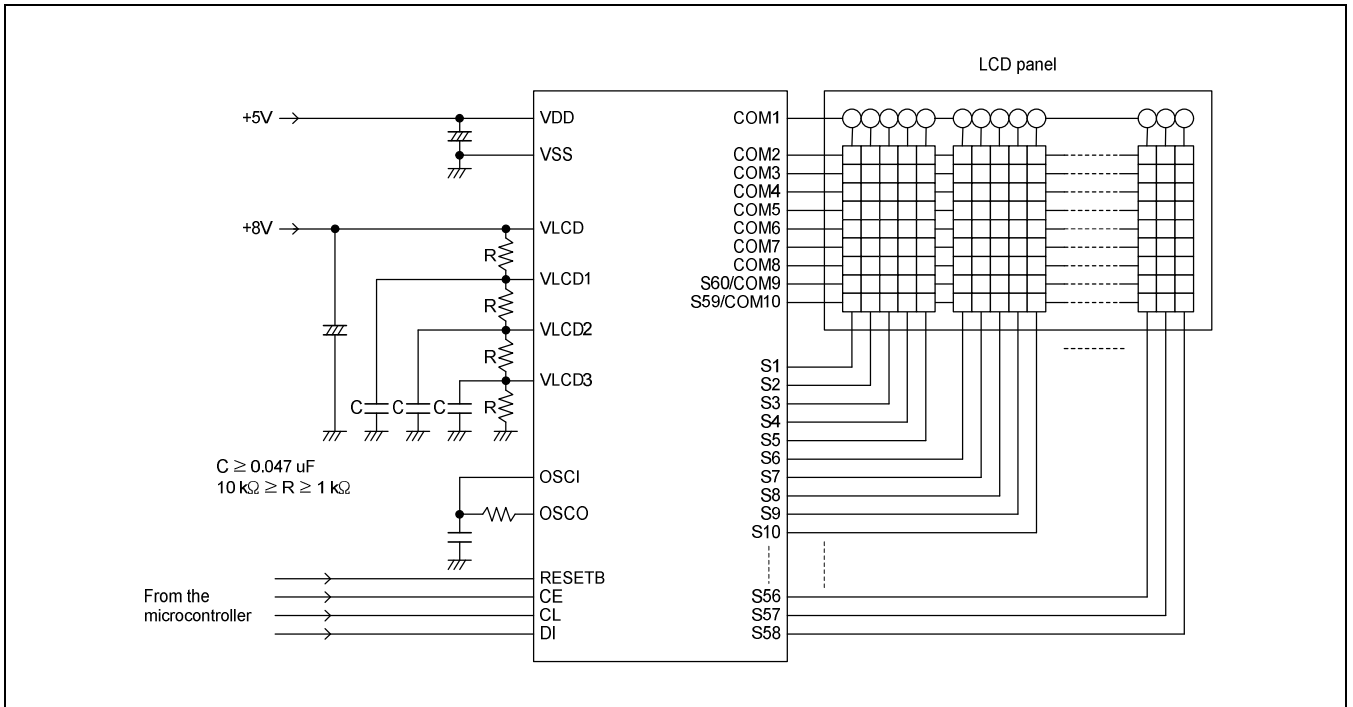 LCD panel
+5V
VDD
VSS
+8V
VLCD
R
VLCD1
R
VLCD2
R
VLCD3
C
C
C
R
C ≥ 0.047 uF
10 kΩ ≥ R ≥ 1 kΩ
OSCI
OSCO
From the
microcontroller
RESETB
CE
CL
DI
COM1
COM2
COM3
COM4
COM5
COM6
COM7
COM8
S60/COM9
S59/COM10
S1
S2
S3
S4
S5
S6
S7
S8
S9
S10
S56
S57
S58